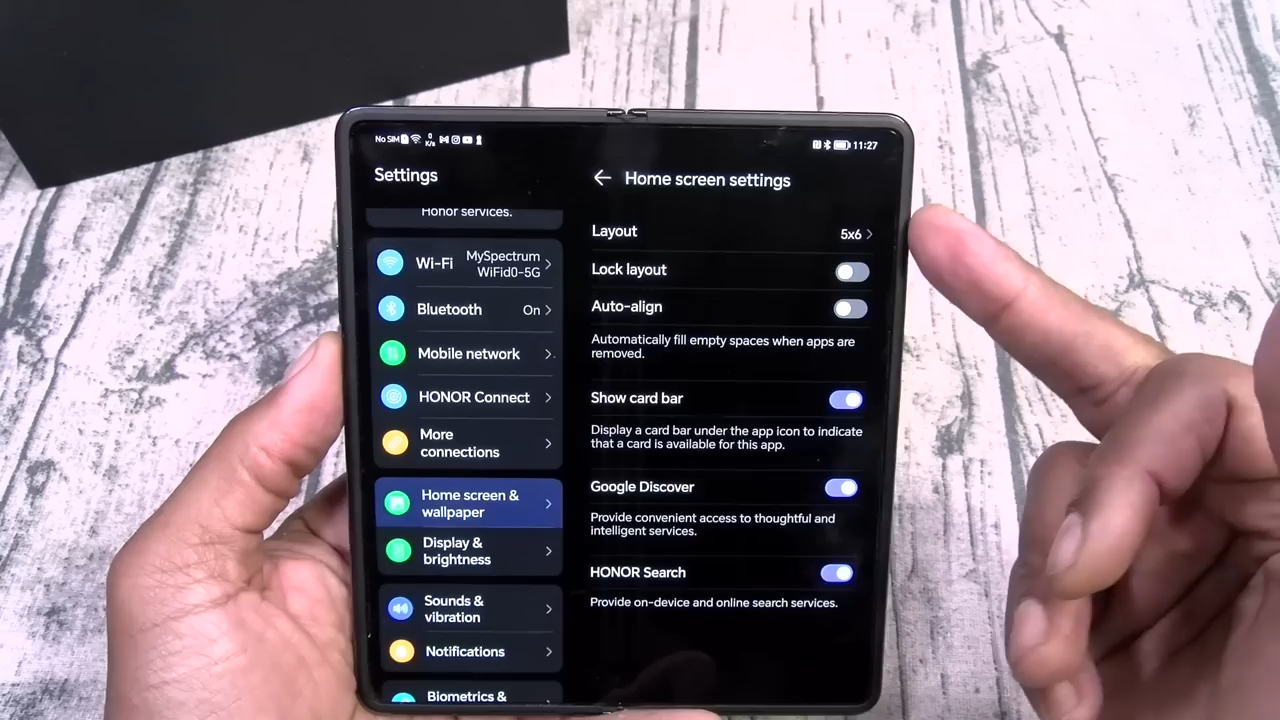 No SIM
0
K/s
11:27
Settings
Honor services.
Wi-Fi
MySpectrum
WiFid0-5G
Bluetooth
On
Mobile network
HONOR Connect
More
connections
Home screen &
wallpaper
Display &
brightness
Sounds &
vibration
Notifications
Biometrics &
Home screen settings
Layout
5x6
Lock layout
Auto-align
Automatically fill empty spaces when apps are
removed.
Show card bar
Display a card bar under the app icon to indicate
that a card is available for this app.
Google Discover
Provide convenient access to thoughtful and
intelligent services.
HONOR Search
Provide on-device and online search services.